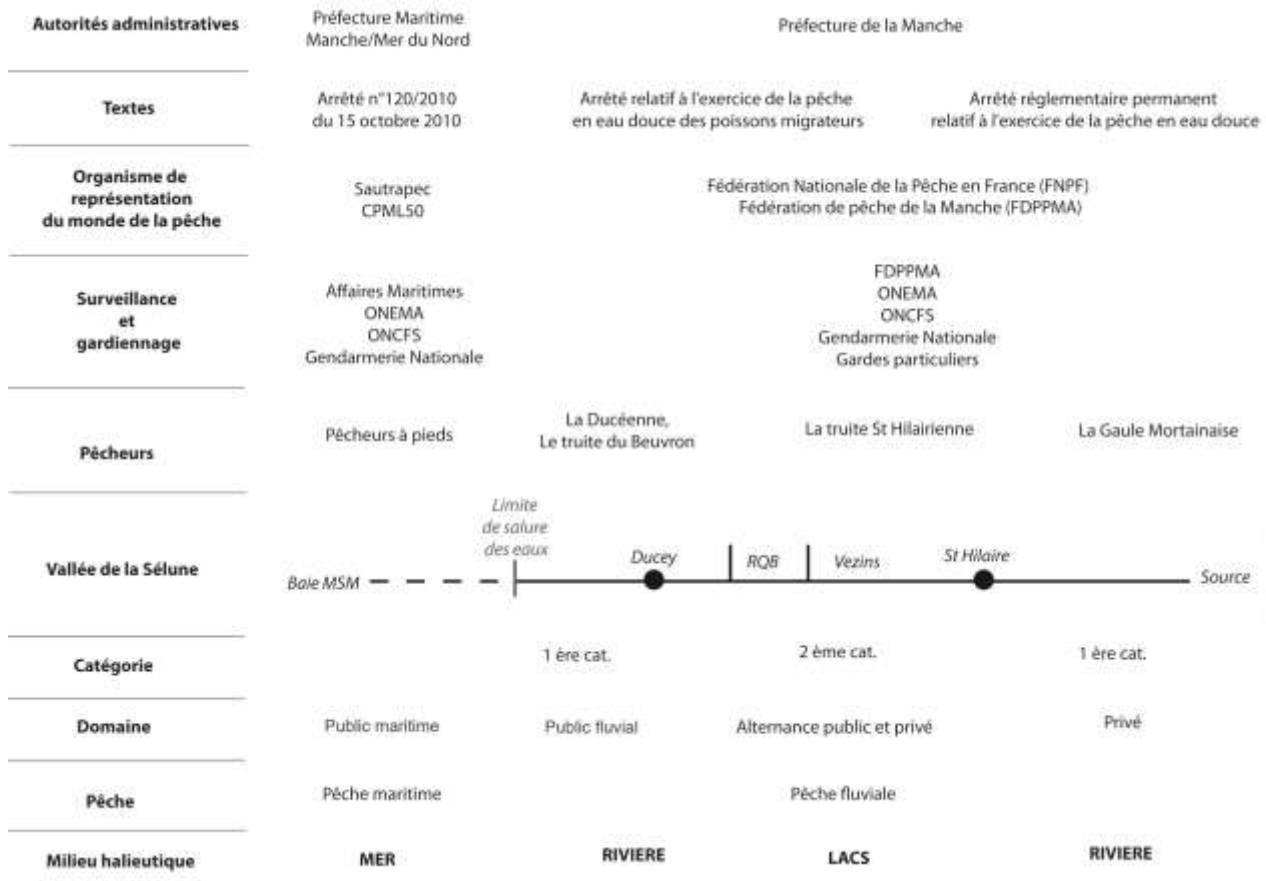 Autorités administratives
Préfecture Maritime
Manche/Mer du Nord
Préfecture de la Manche
Textes
Arrêté n°120/2010
du 15 octobre 2010
Arrêté relatif à l'exercice de la pêche
en eau douce des poissons migrateurs
Arrêté réglementaire permanent
relatif à l'exercice de la pêche en eau douce
Organisme de
représentation
du monde de la pêche
Sautrapec
CPML50
Fédération Nationale de la Pêche en France (FNPF)
Fédération de pêche de la Manche (FDPPMA)
Surveillance
et
gardiennage
Affaires Maritimes
ONEMA
ONCFS
Gendarmerie Nationale
FDPPMA
ONEMA
ONCFS
Gendarmerie Nationale
Gardes particuliers
Pêcheurs
Pêcheurs à pieds
La Ducéenne,
Le truite du Beuvron
La truite St Hilairienne
La Gaule Mortainaise
Vallée de la Sélune
Baie MSM
Limite
de salure
des eaux
Ducey
RQB
Vezins
St Hilaire
Source
Catégorie
1 ère cat.
2 ème cat.
1 ère cat.
Domaine
Public maritime
Public fluvial
Alternance public et privé
Privé
Pêche
Pêche maritime
Pêche fluviale
Milieu halieutique
MER
RIVIERE
LACS
RIVIERE